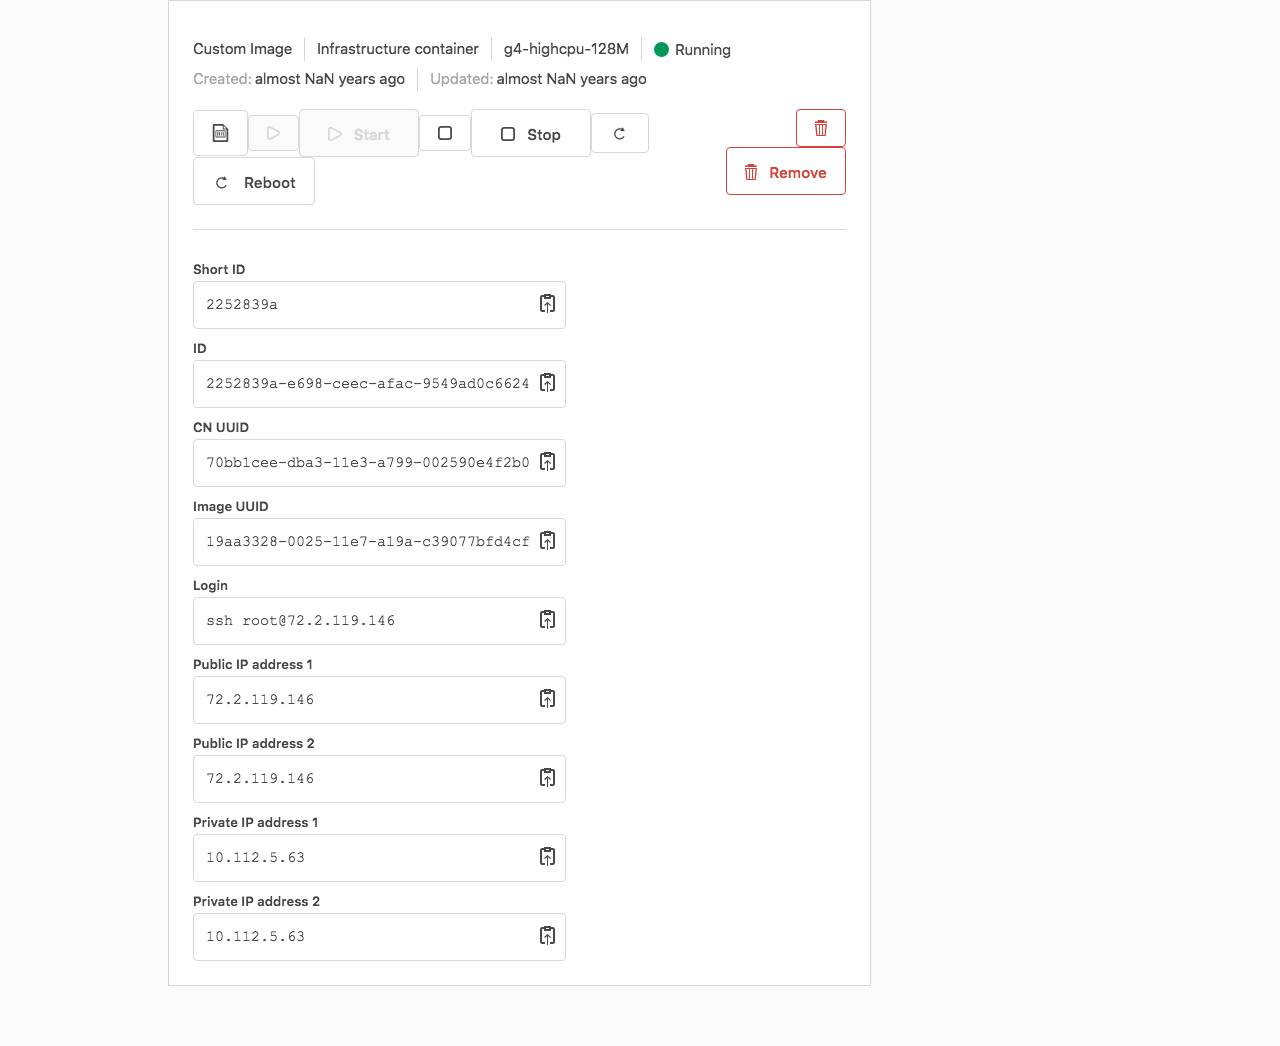 Custom Image Infrastructure container g4-highcpu-128M Running
Created: almost NaN years ago Updated: almost NaN years ago
Start Stop
Reboot Remove
Short ID
2252839a
ID
2252839a-e698-ceec-afac-9549ad0c6624
CN UUID
70bb1cee-dba3-11e3-a799-002590e4f2b0
Image UUID
19aa3328-0025-11e7-a19a-c39077bfd4cf
Login
ssh root@72.2.119.146
Public IP address 1
72.2.119.146
Public IP address 2
72.2.119.146
Private IP address 1
10.112.5.63
Private IP address 2
10.112.5.63